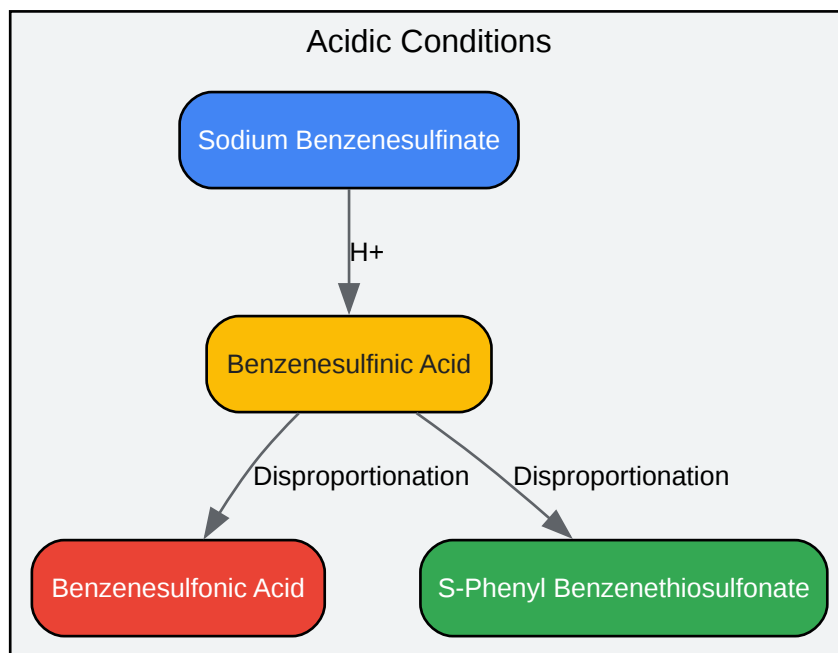 Acidic Conditions
Sodium Benzenesulfinate
H+
Benzenesulfinic Acid
Disproportionation
Disproportionation
Benzenesulfonic Acid
S-Phenyl Benzenethiosulfonate